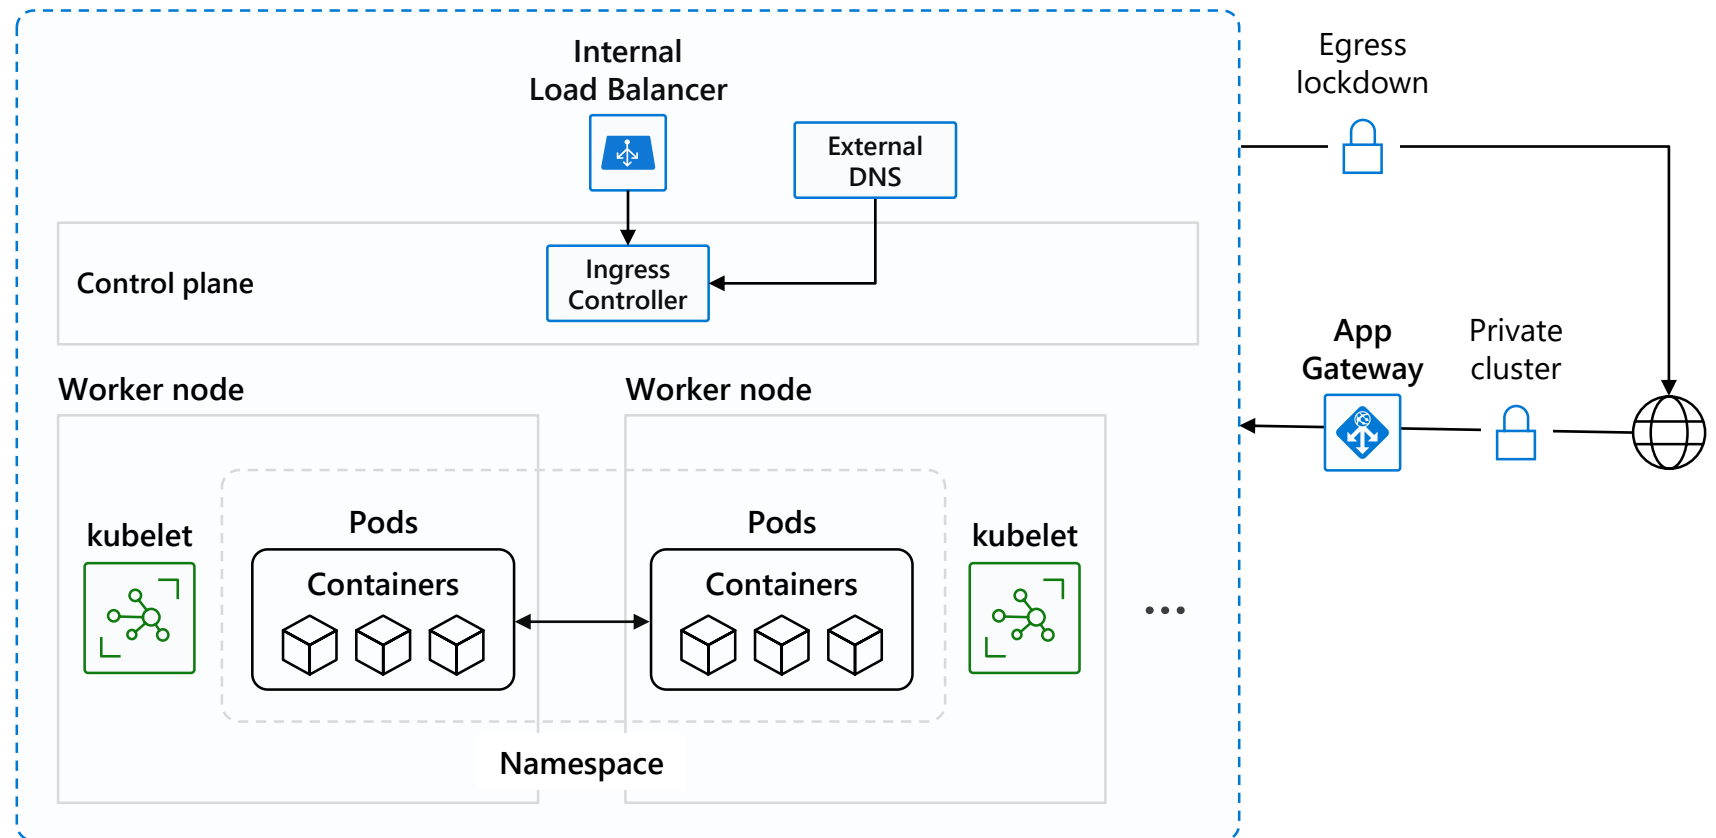 Internal
Load Balancer
External
DNS
Egress
lockdown
Control plane
Ingress
Controller
App
Gateway
Private
cluster
Worker node
Worker node
kubelet
Pods
Containers
Pods
Containers
kubelet
...
Namespace